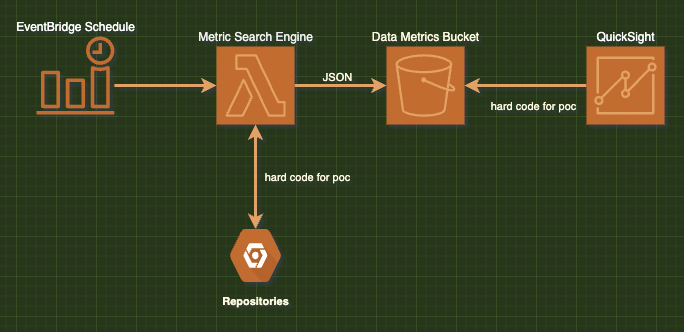 EventBridge Schedule
Metric Search Engine
Data Metrics Bucket
QuickSight
JSON
hard code for poc
hard code for poc
Repositories